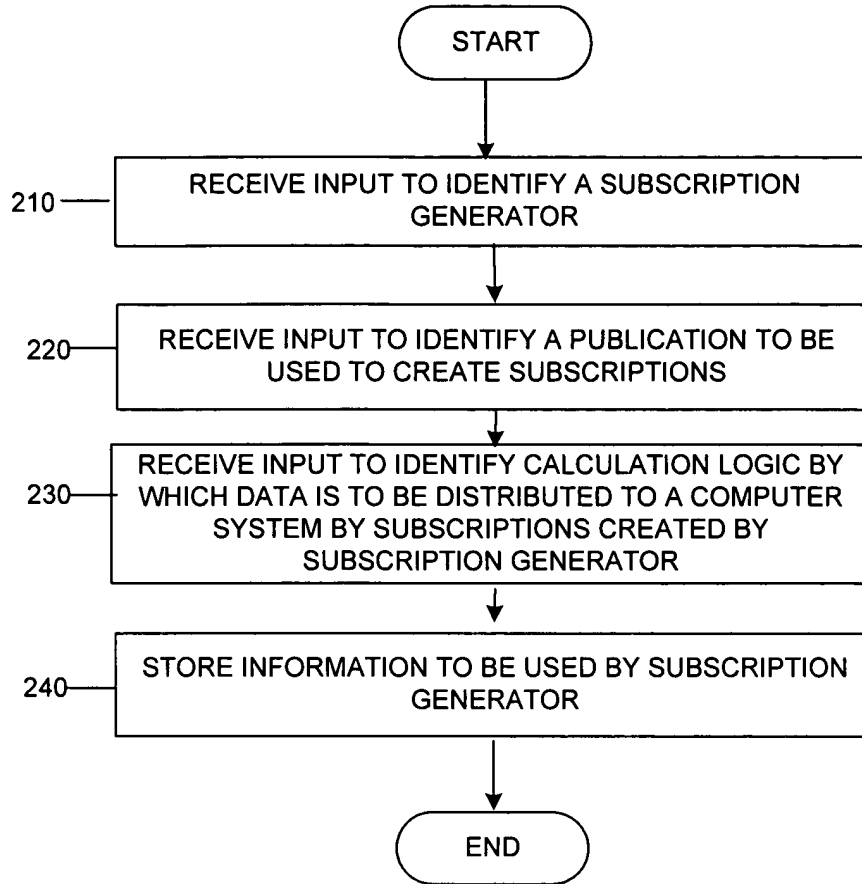 START
210
RECEIVE INPUT TO IDENTIFY A SUBSCRIPTION
GENERATOR
220
RECEIVE INPUT TO IDENTIFY A PUBLICATION TO BE
USED TO CREATE SUBSCRIPTIONS
230
RECEIVE INPUT TO IDENTIFY CALCULATION LOGIC BY
WHICH DATA IS TO BE DISTRIBUTED TO A COMPUTER
SYSTEM BY SUBSCRIPTIONS CREATED BY
SUBSCRIPTION GENERATOR
240
STORE INFORMATION TO BE USED BY SUBSCRIPTION
GENERATOR
END